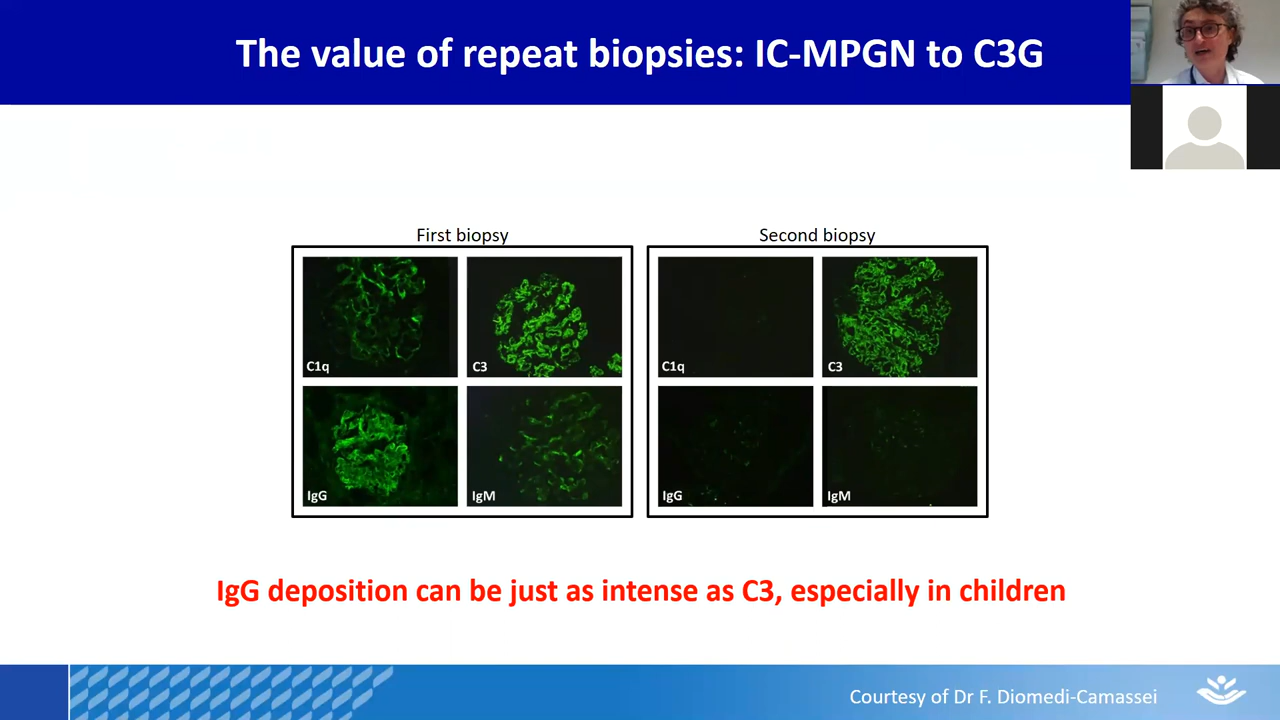 The value of repeat biopsies: IC-MPGN to C3G
First biopsy
Second biopsy
C1q
C3
C1q
C3
IgG
IgM
IgG
IgM
IgG deposition can be just as intense as C3, especially in children
Courtesy of Dr F. Diomedi-Camassei